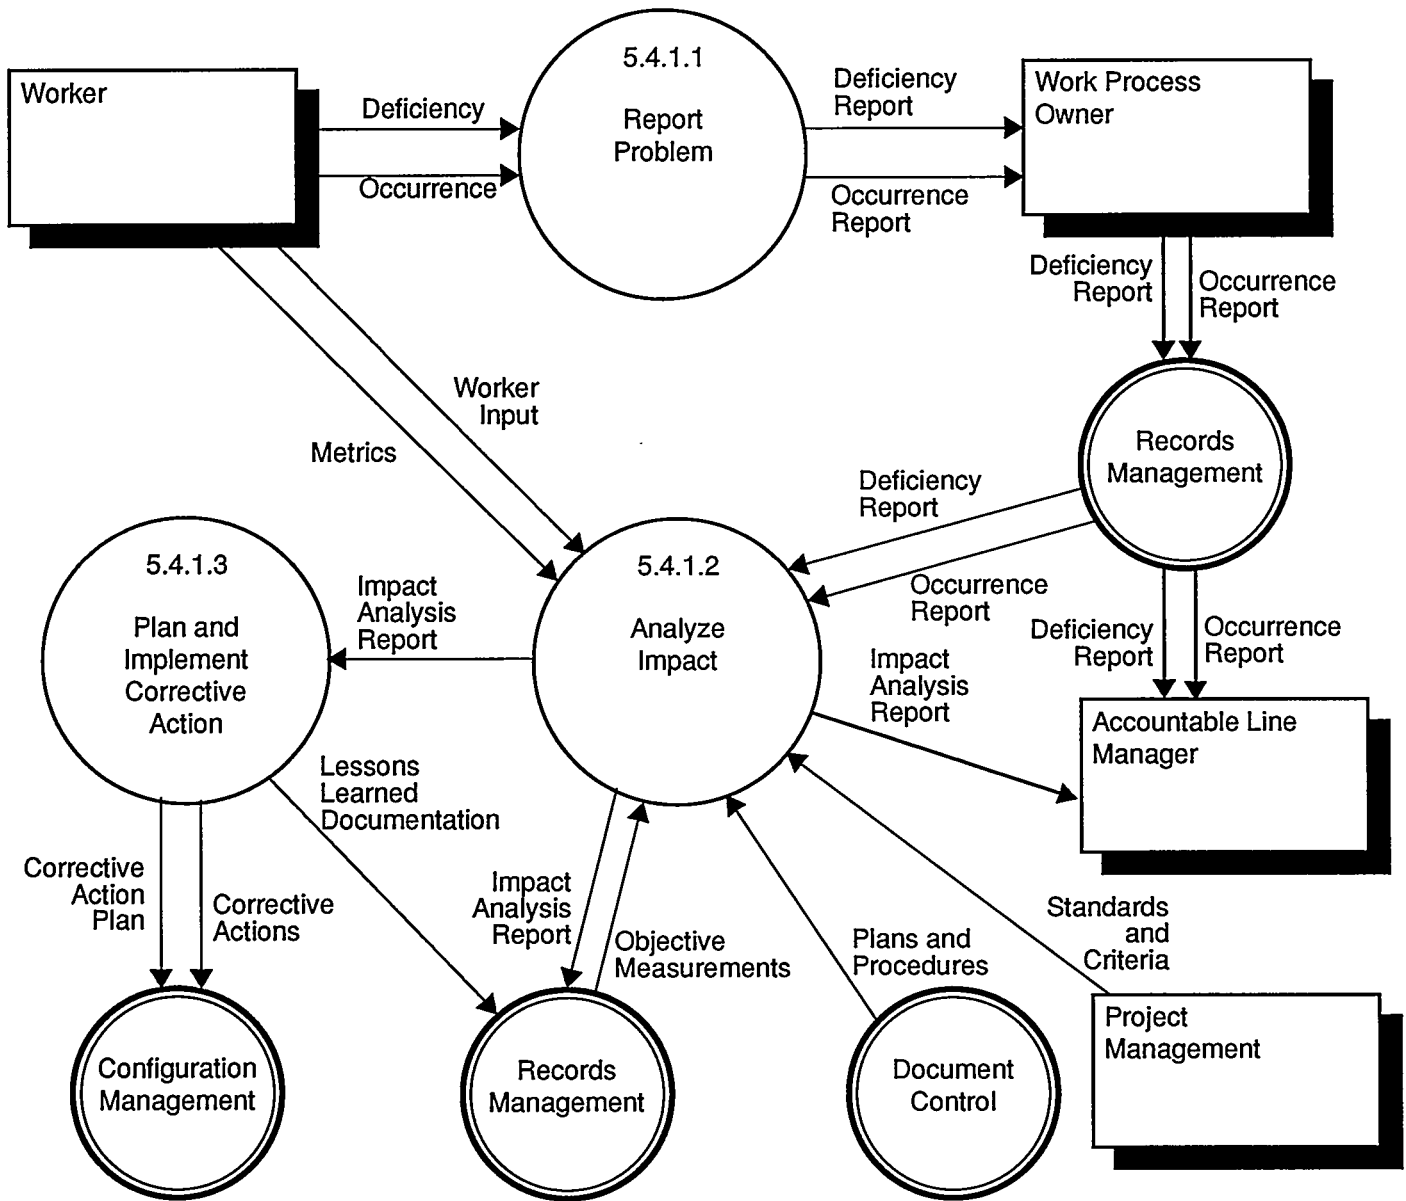 5.4.1.1
Report
Problem
Worker
Deficiency
Occurrence
Deficiency
Report
Occurrence
Report
Work Process
Owner
Deficiency
Report
Occurrence
Report
Worker
Input
Metrics
Records
Management
Deficiency
Report
Occurrence
Report
5.4.1.3
Plan and
Implement
Corrective
Action
Impact
Analysis
Report
5.4.1.2
Analyze
Impact
Impact
Analysis
Report
Deficiency
Report
Occurrence
Report
Accountable Line
Manager
Lessons
Learned
Documentation
Corrective
Action
Plan
Corrective
Actions
Impact
Analysis
Report
Objective
Measurements
Plans and
Procedures
Standards
and
Criteria
Configuration
Management
Records
Management
Document
Control
Project
Management